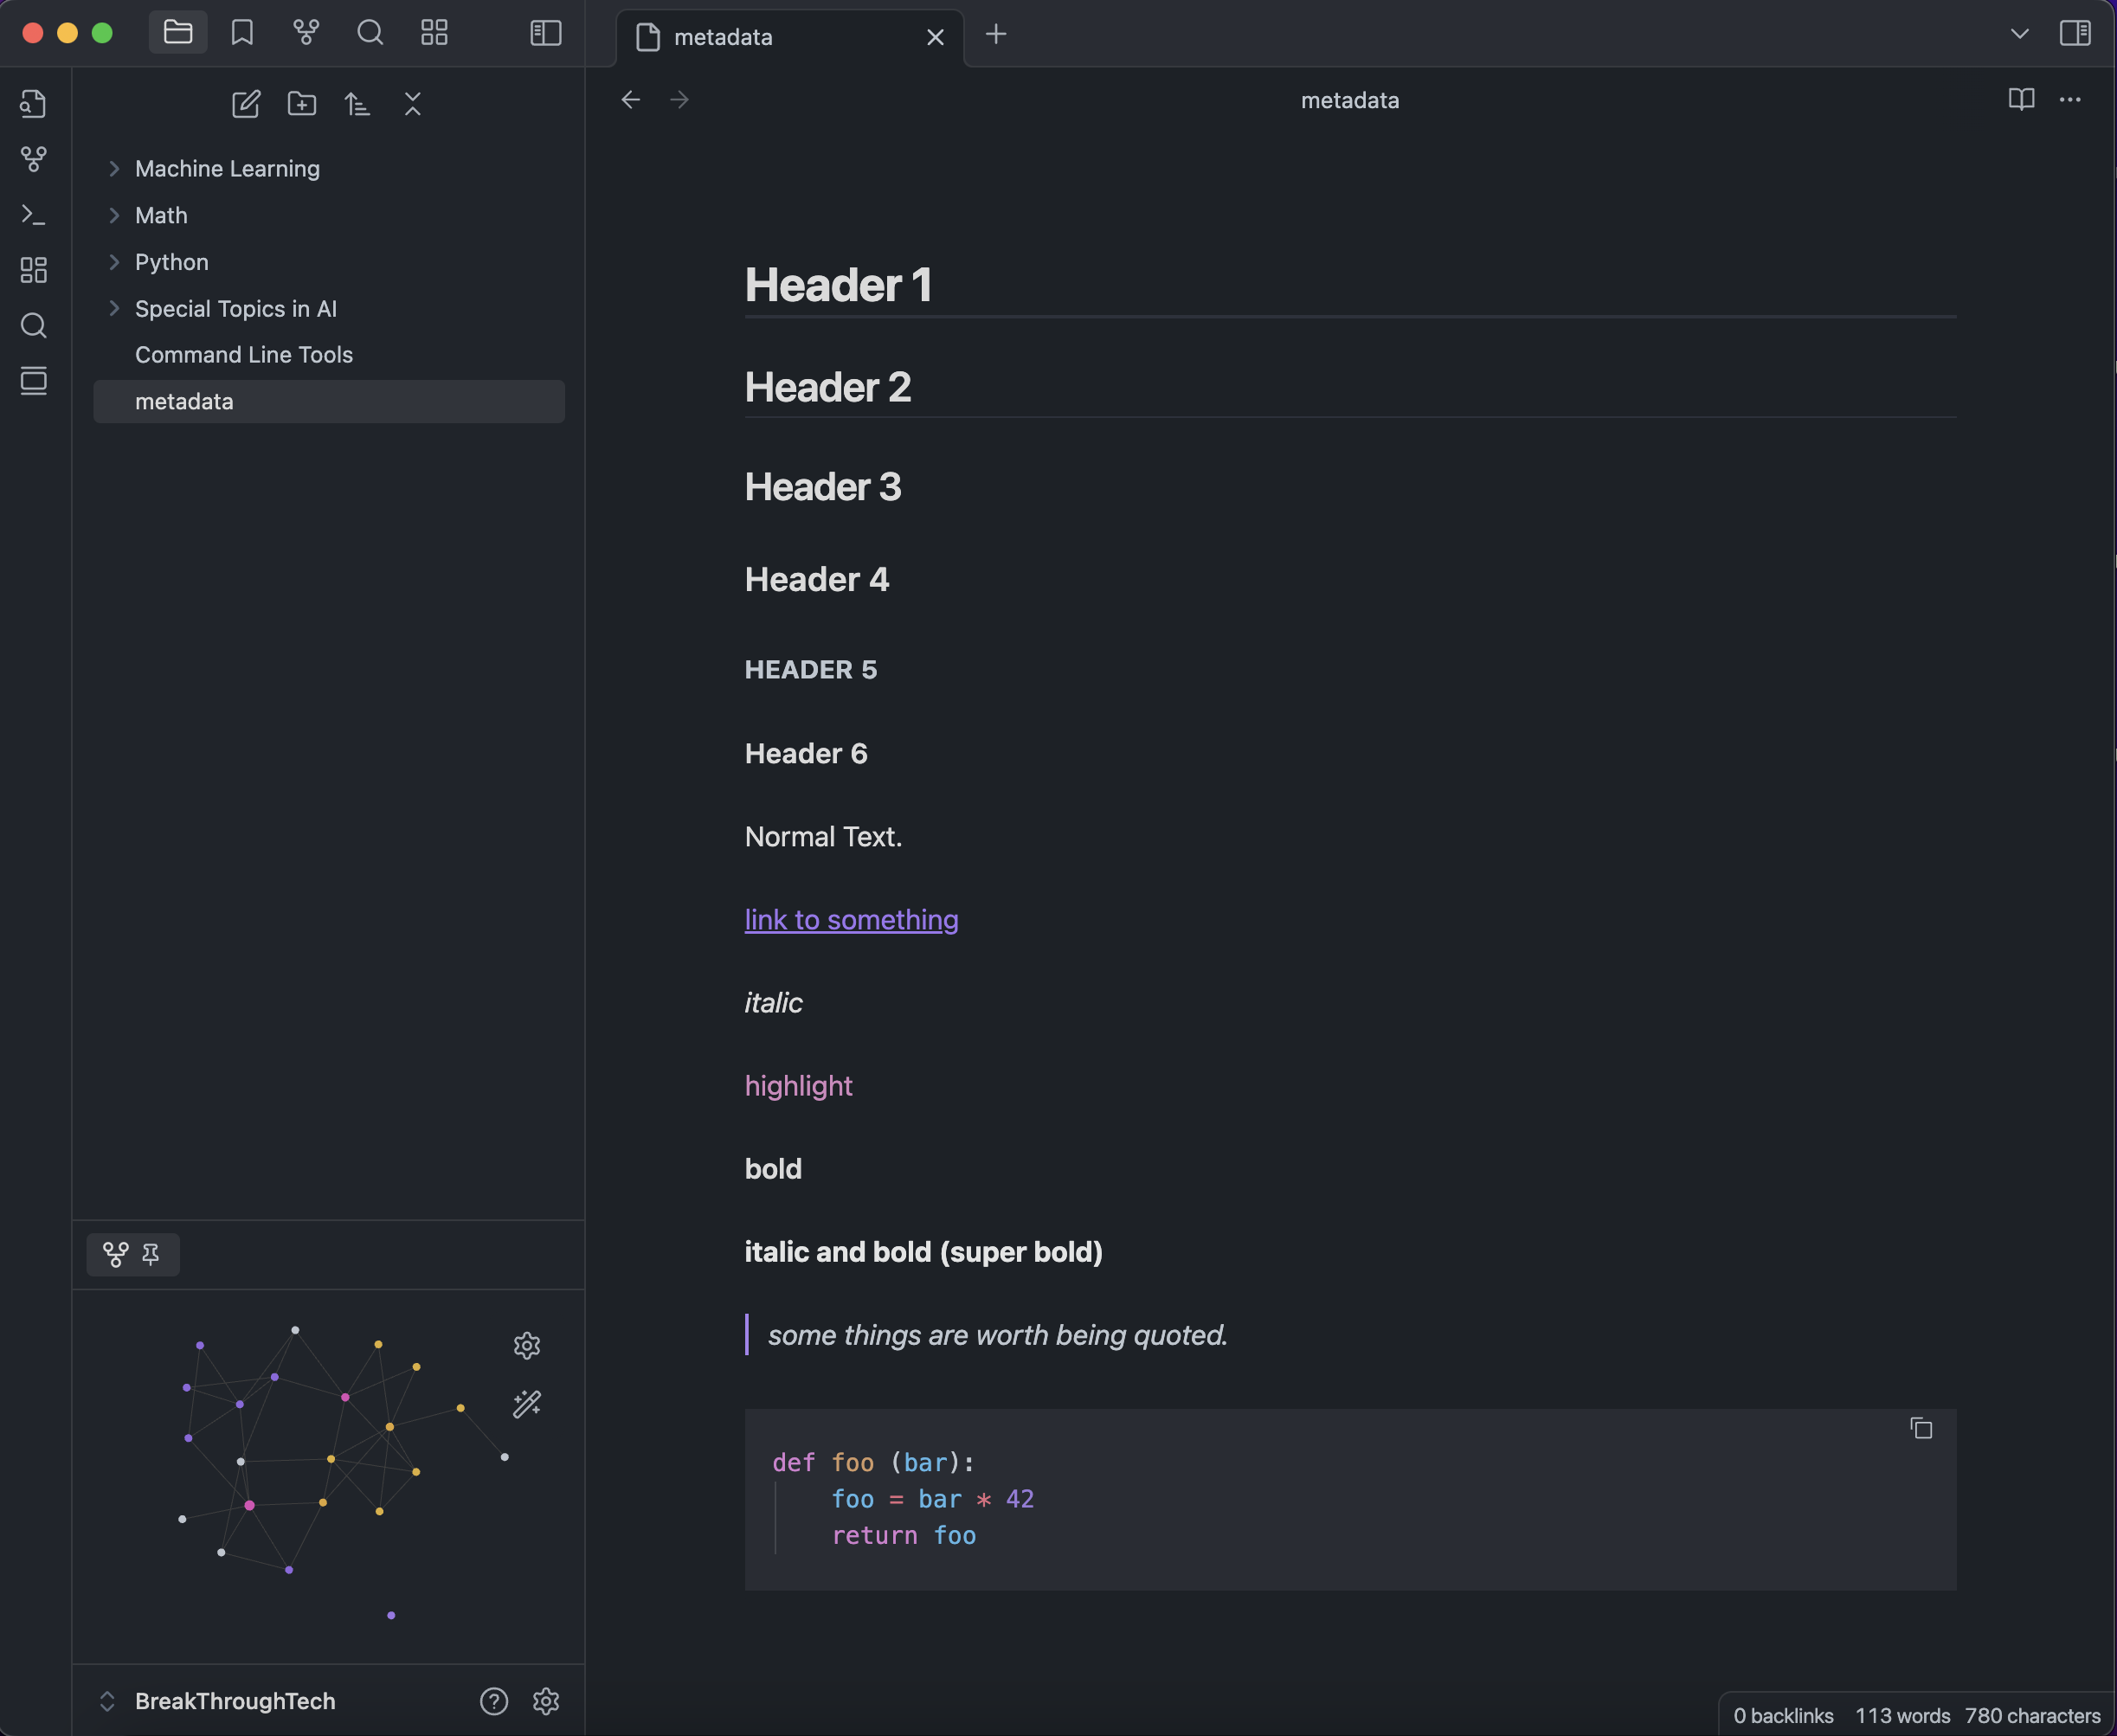 metadata
metadata
Machine Learning
Math
Python
Special Topics in AI
Command Line Tools
metadata
Header 1
Header 2
Header 3
Header 4
HEADER 5
Header 6
Normal Text.
link to something
italic
highlight
bold
italic and bold (super bold)
some things are worth being quoted.
def foo (bar):
    foo = bar * 42
    return foo
BreakThroughTech
0 backlinks 113 words 780 characters